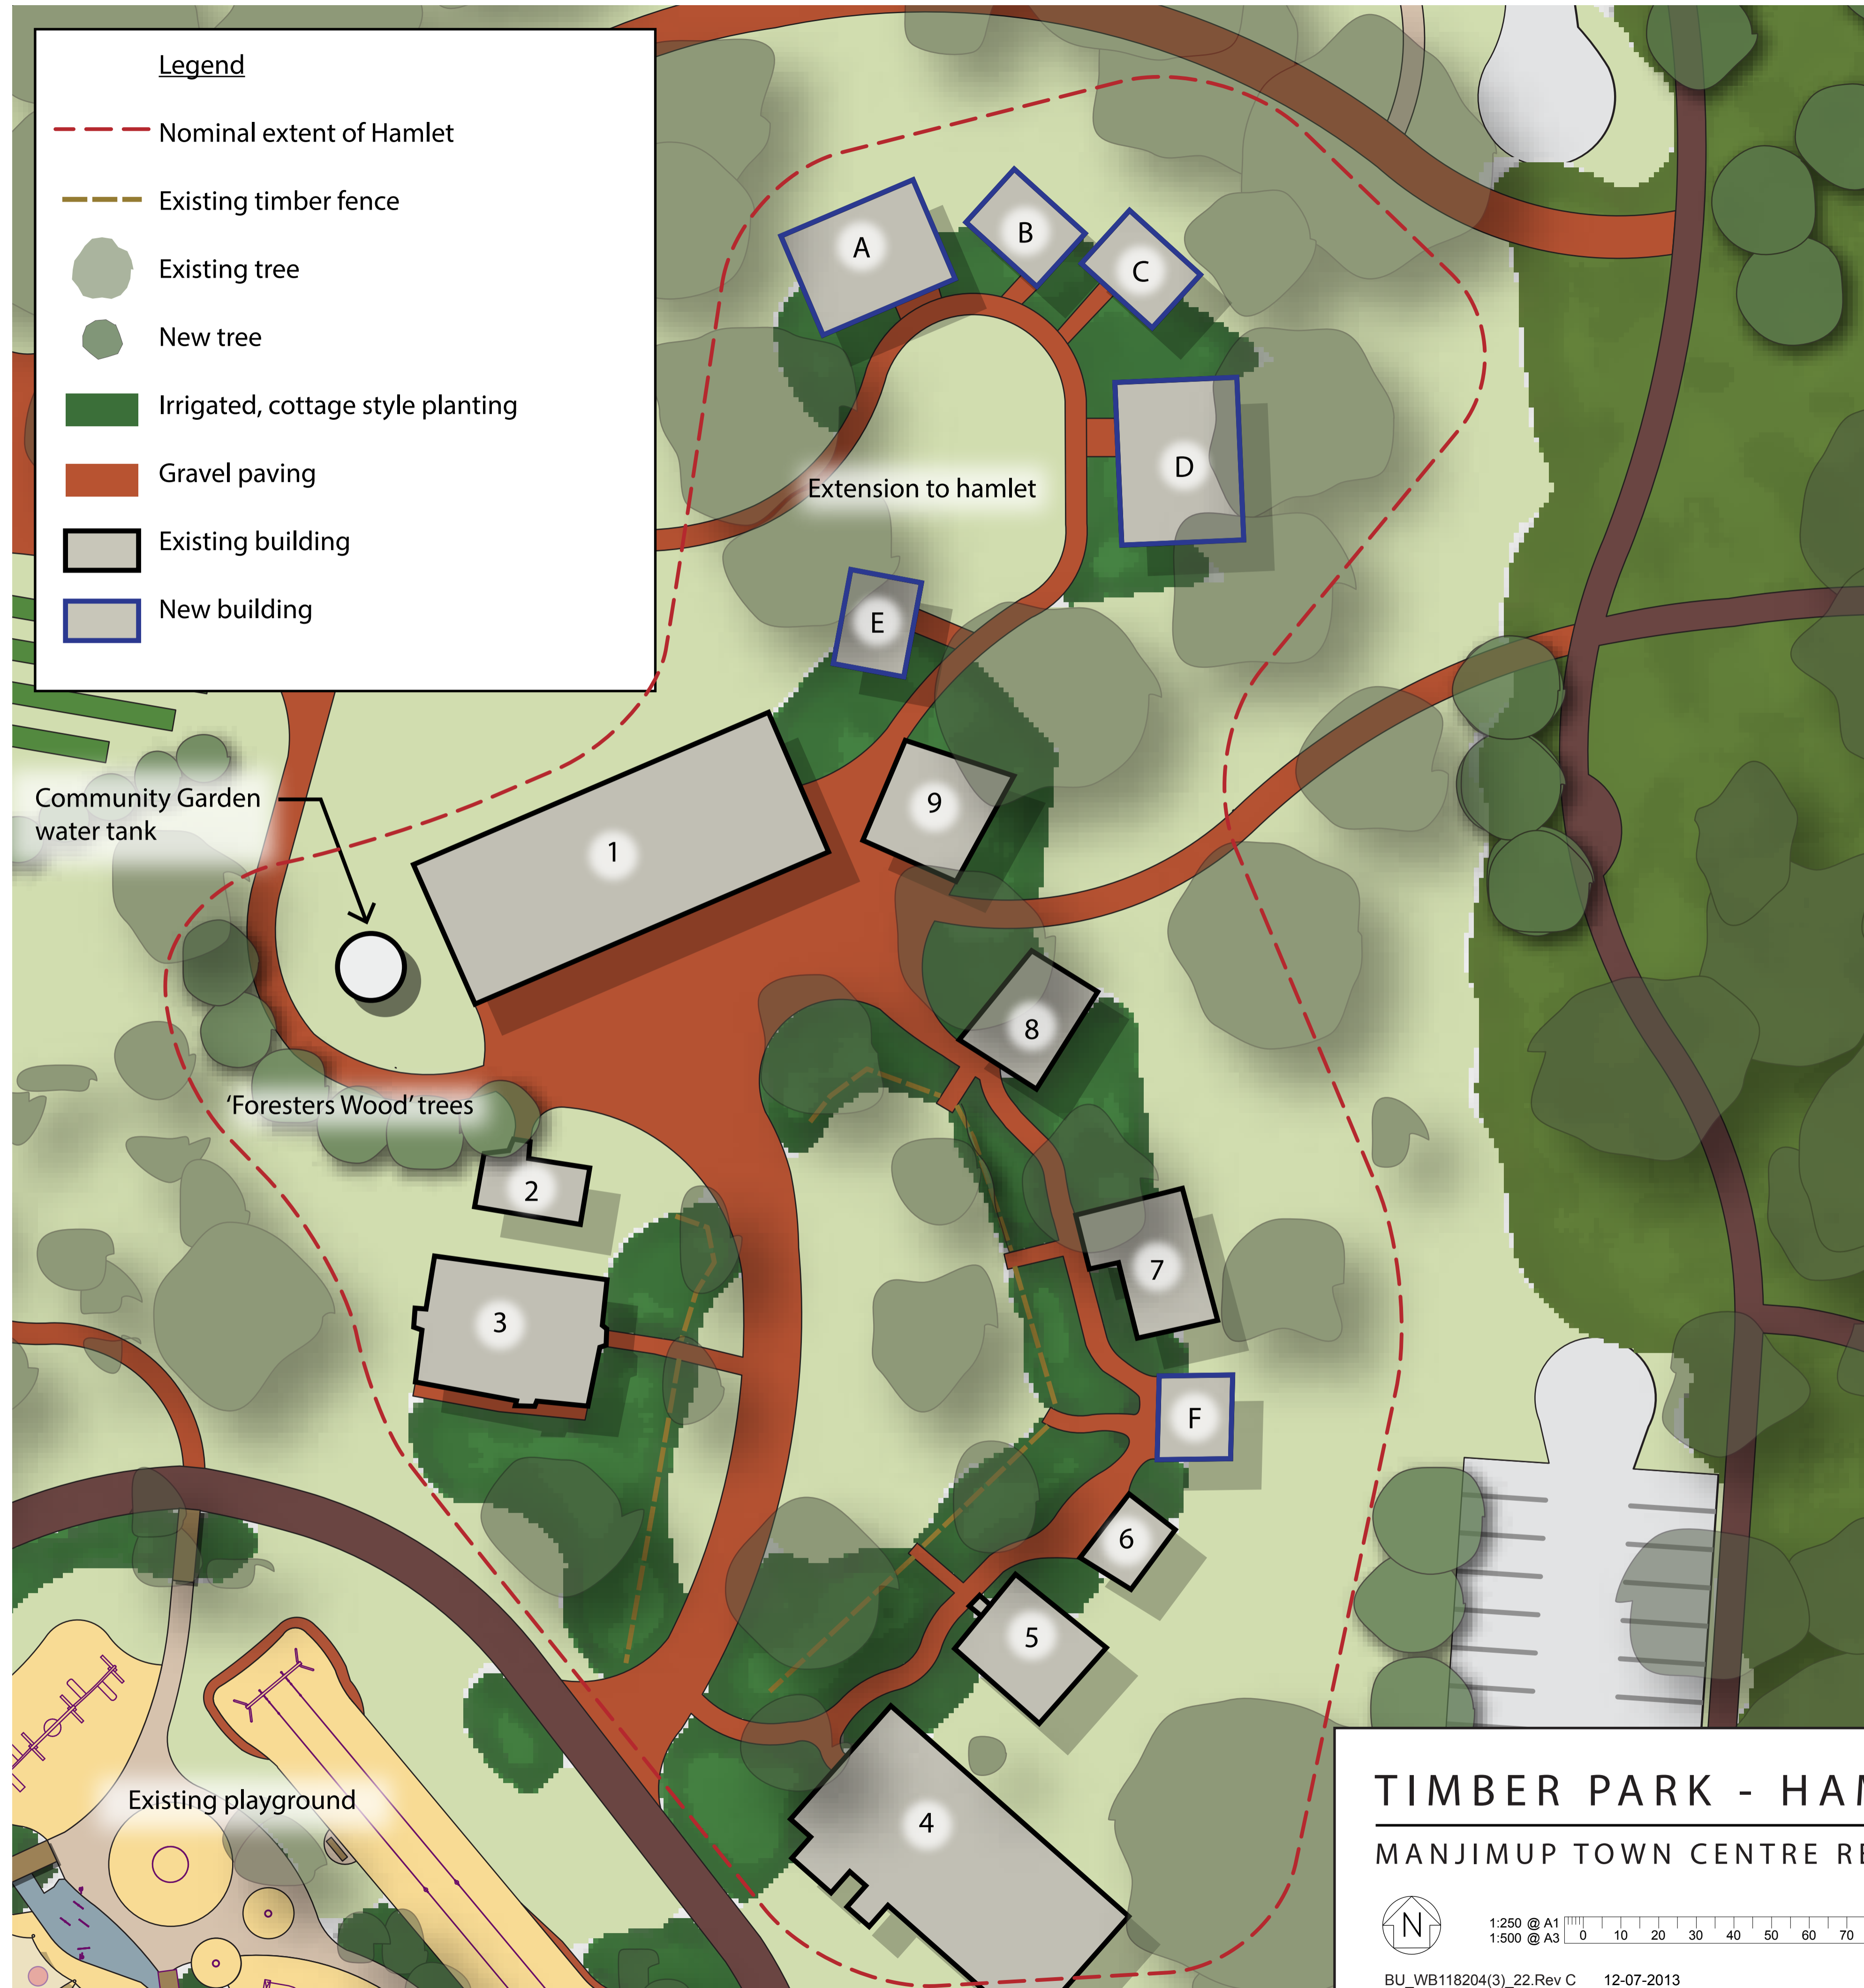 Legend
Nominal extent of Hamlet
Existing timber fence
Existing tree
New tree
Irrigated, cottage style planting
Gravel paving
Existing building
New building
A
B
C
D
Extension to hamlet
E
Community Garden
water tank
1
9
8
'Foresters Wood' trees
2
3
7
F
6
5
4
Existing playground
TIMBER PARK - HAM
MANJIMUP TOWN CENTRE RE
N
1:250 @ A1
1:500 @ A3
0 10 20 30 40 50 60 70
BU_WB118204(3)_22.Rev C 12-07-2013